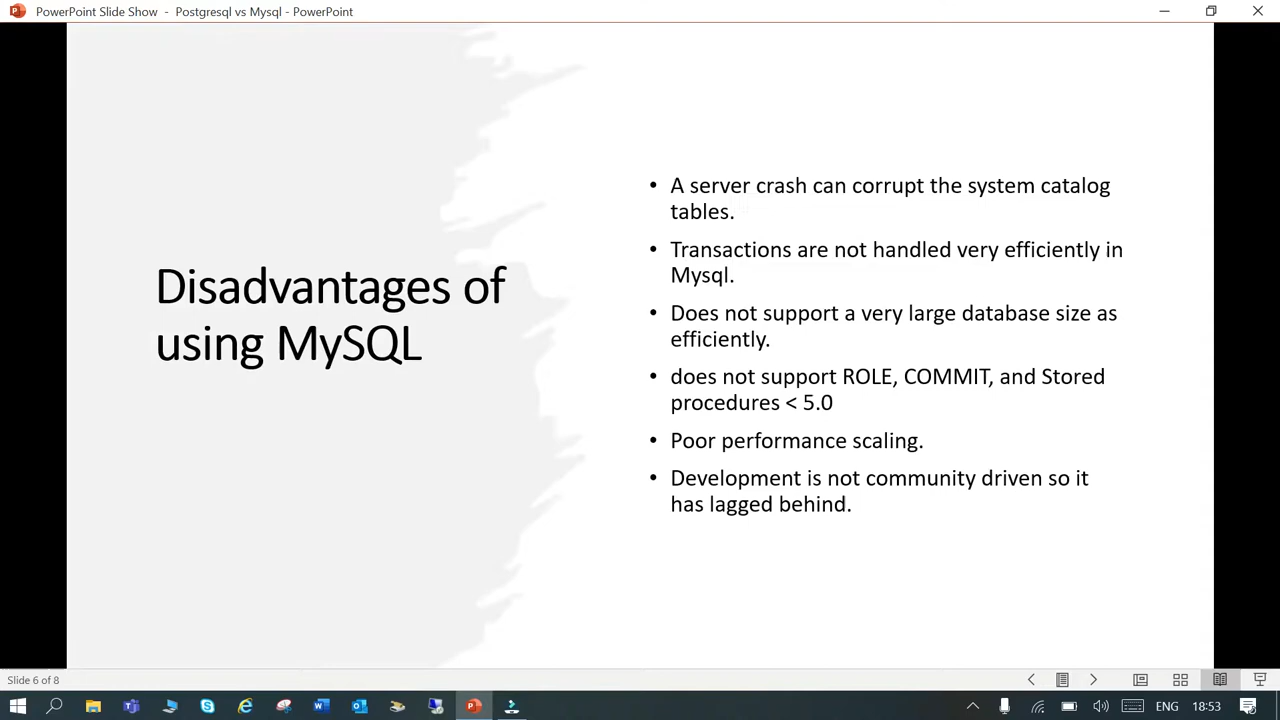 PowerPoint Slide Show - Postgresql vs Mysql - PowerPoint
Disadvantages of
using MySQL
• A server crash can corrupt the system catalog
tables.
• Transactions are not handled very efficiently in
Mysql.
• Does not support a very large database size as
efficiently.
• does not support ROLE, COMMIT, and Stored
procedures < 5.0
• Poor performance scaling.
• Development is not community driven so it
has lagged behind.
Slide 6 of 8
ENG 18:53